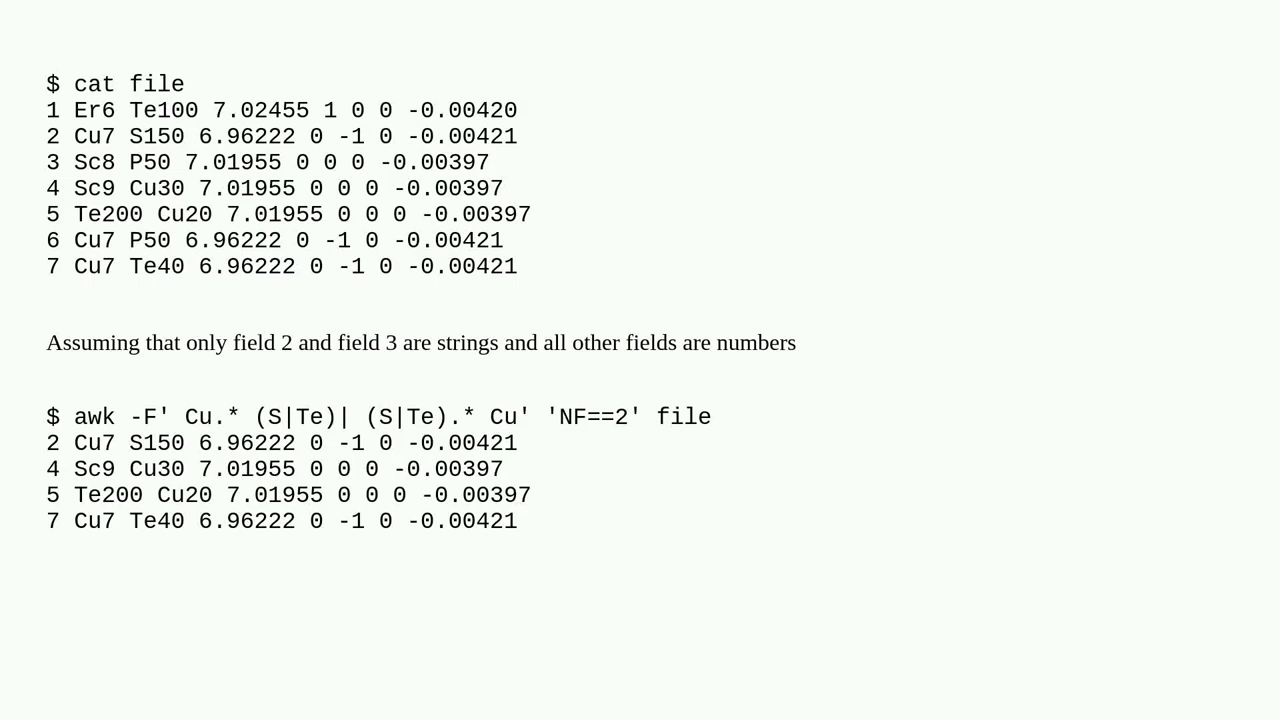 $ cat file
1 Er6 Te100 7.02455 1 0 0 -0.00420
2 Cu7 S150 6.96222 0 -1 0 -0.00421
3 Sc8 P50 7.01955 0 0 0 -0.00397
4 Sc9 Cu30 7.01955 0 0 0 -0.00397
5 Te200 Cu20 7.01955 0 0 0 -0.00397
6 Cu7 P50 6.96222 0 -1 0 -0.00421
7 Cu7 Te40 6.96222 0 -1 0 -0.00421
Assuming that only field 2 and field 3 are strings and all other fields are numbers
$ awk -F' Cu.* (S|Te)| (S|Te).* Cu' 'NF==2' file
2 Cu7 S150 6.96222 0 -1 0 -0.00421
4 Sc9 Cu30 7.01955 0 0 0 -0.00397
5 Te200 Cu20 7.01955 0 0 0 -0.00397
7 Cu7 Te40 6.96222 0 -1 0 -0.00421